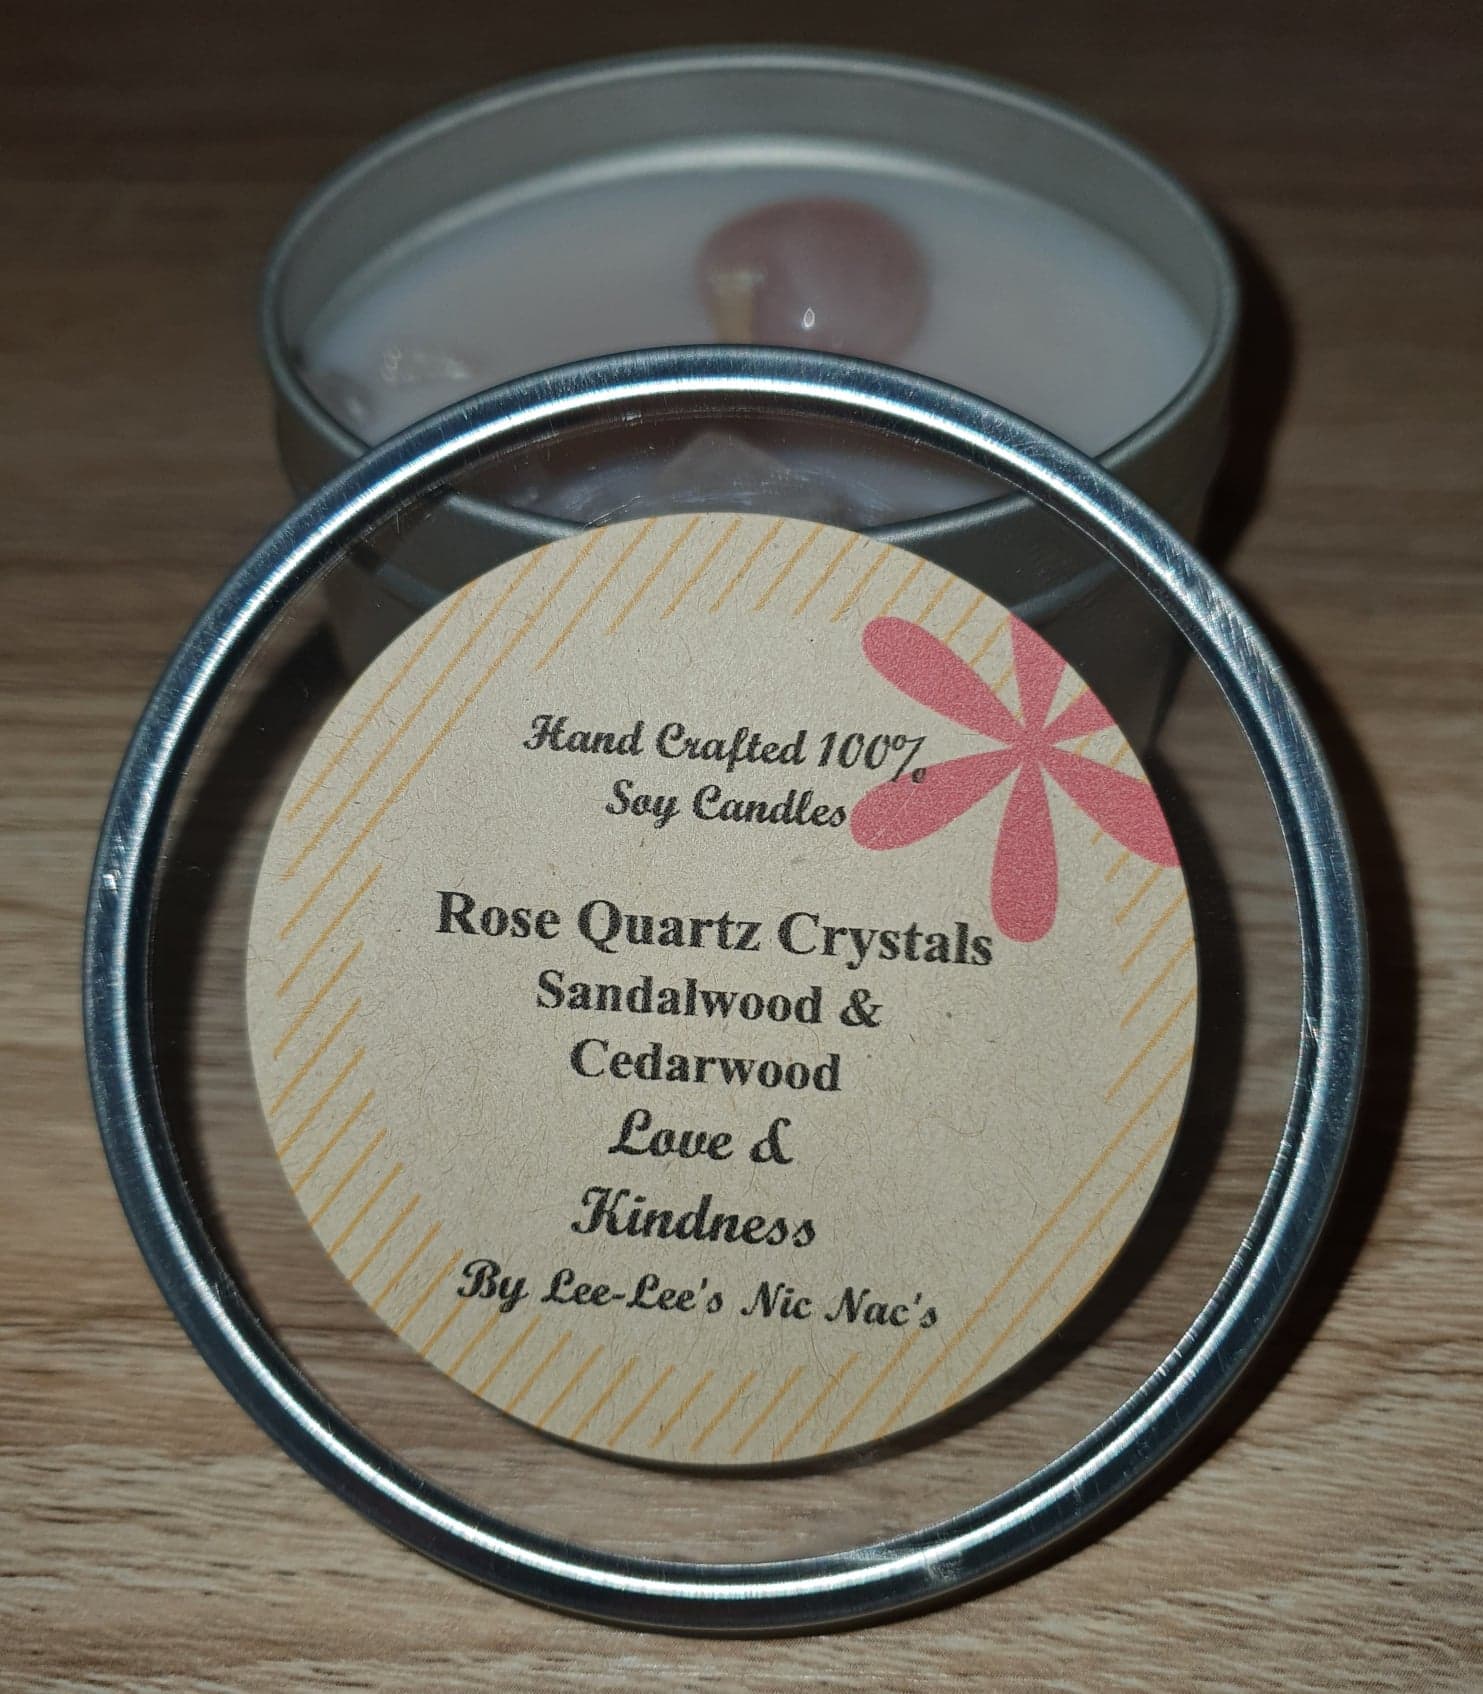 Hand Crafted 100%
Soy Candles
Rose Quartz Crystals
Sandalwood &
Cedarwood
Love &
Kindness
By Lee-Lee's Nic Nac's